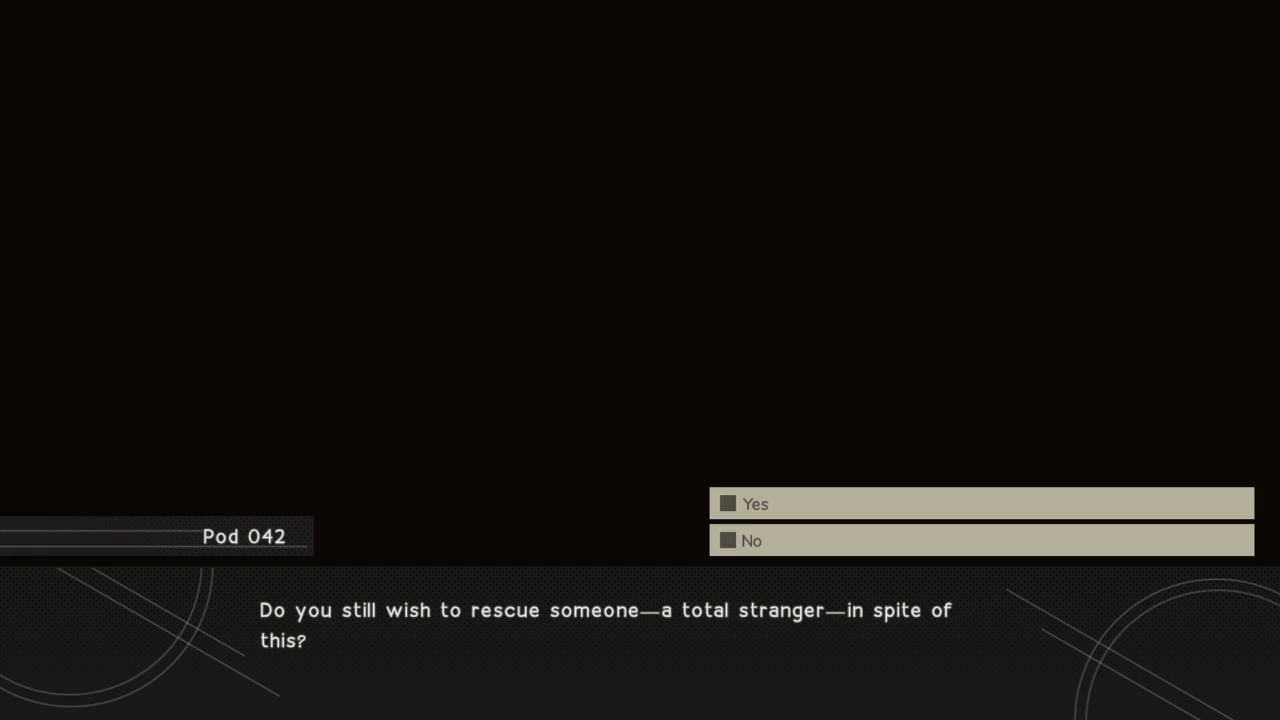 Yes
No
Pod 042
Do you still wish to rescue someone—a total stranger—in spite of
this?